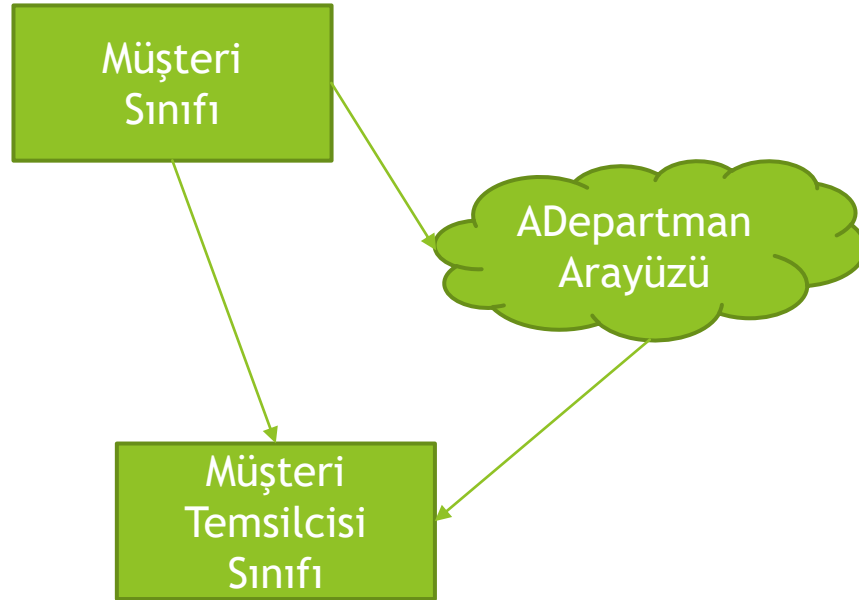 Müşteri
Sınıfı
ADepartman
Arayüzü
Müşteri
Temsilcisi
Sınıfı